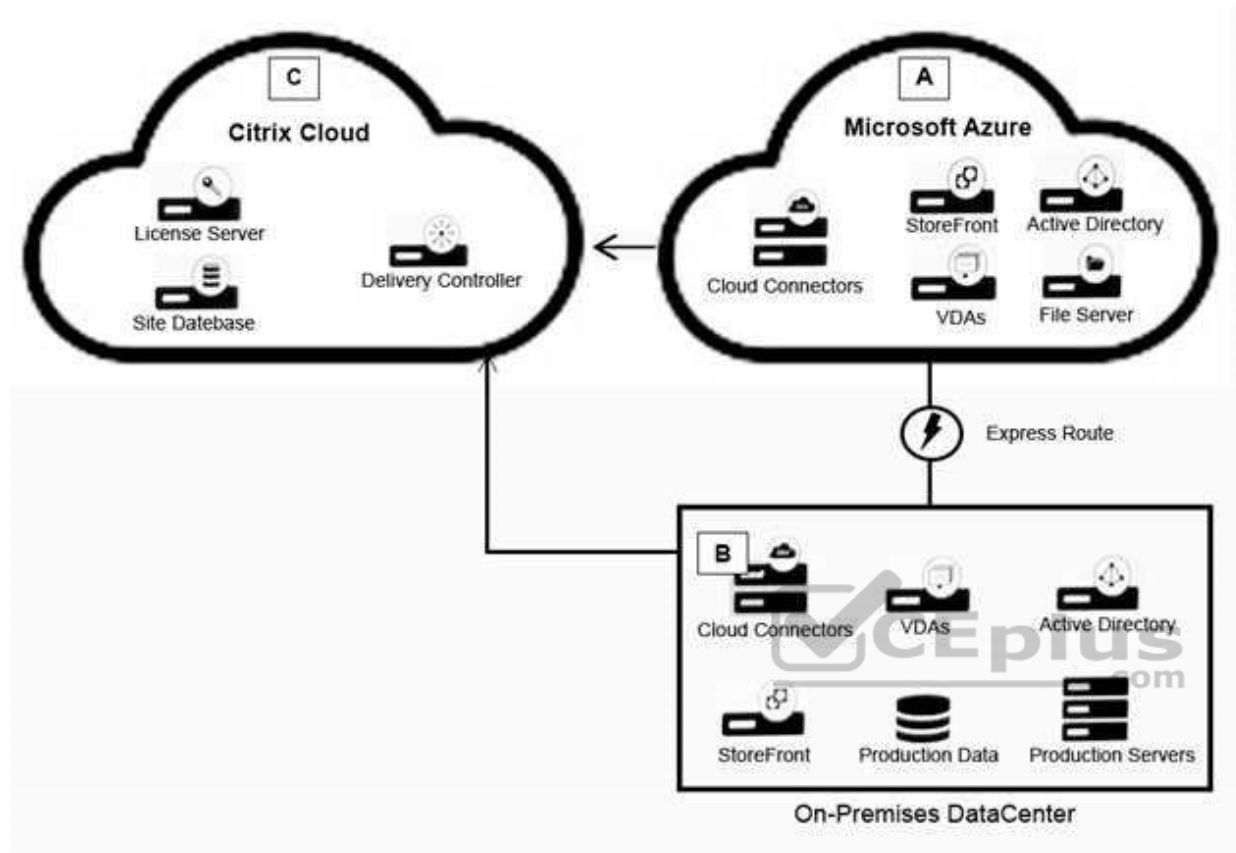 C
Citrix Cloud
License Server
Site Datebase
Delivery Controller
A
Microsoft Azure
Cloud Connectors
StoreFront
Active Directory
VDAs
File Server
Express Route
B
Cloud Connectors
VDAs
Active Directory
StoreFront
Production Data
Production Servers
VCEplus
.com
On-Premises DataCenter